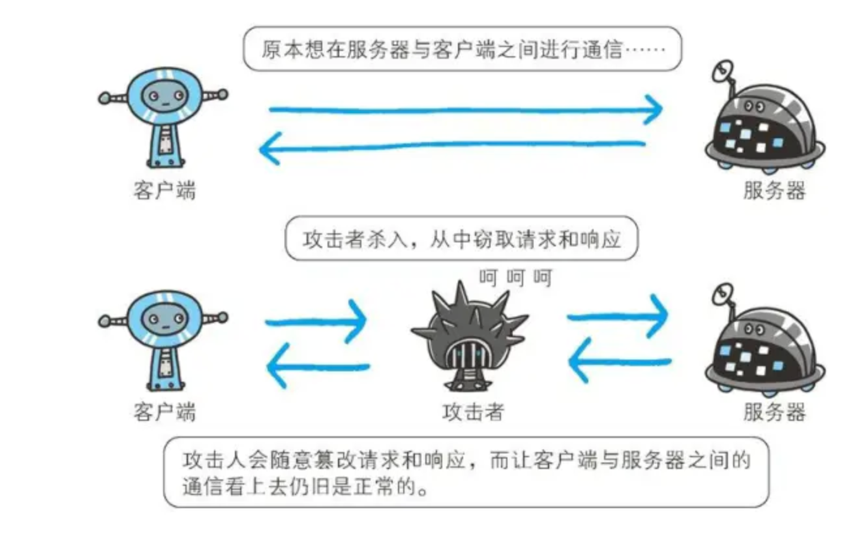 原本想在服务器与客户端之间进行通信……
客户端
服务器
攻击者杀入，从中窃取请求和响应
呵 呵 呵
客户端
攻击者
服务器
攻击人会随意篡改请求和响应，而让客户端与服务器之间的
通信看上去仍旧是正常的。